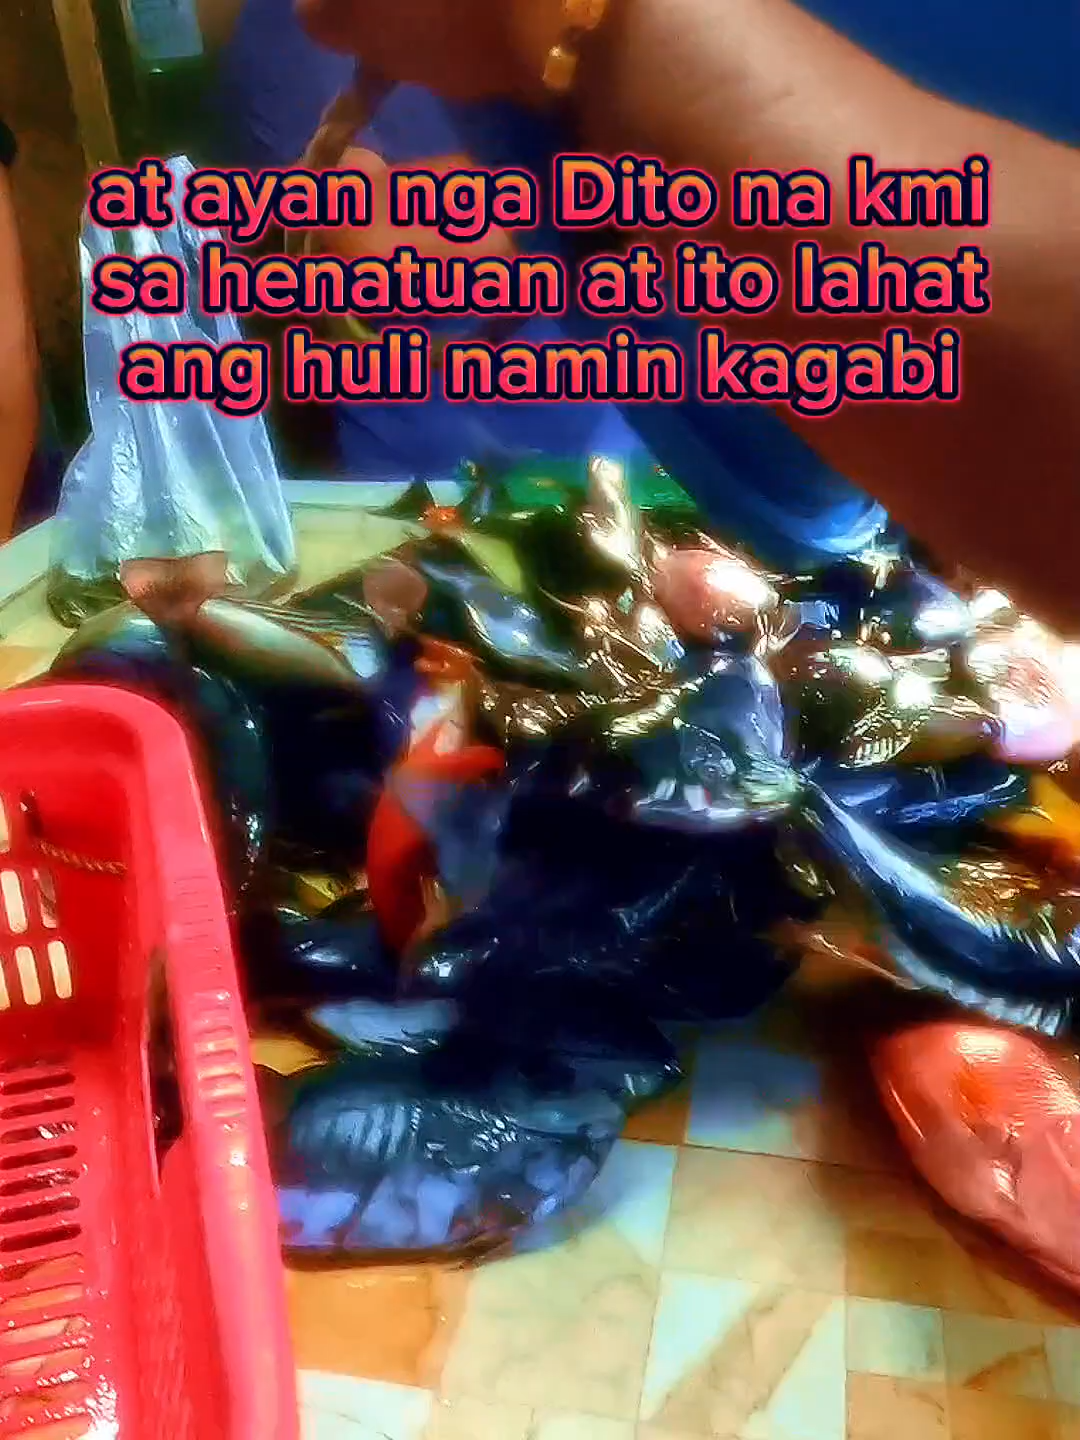 at ayan nga Dito na kmi
sa henatuan at ito lahat
ang huli namin kagabi